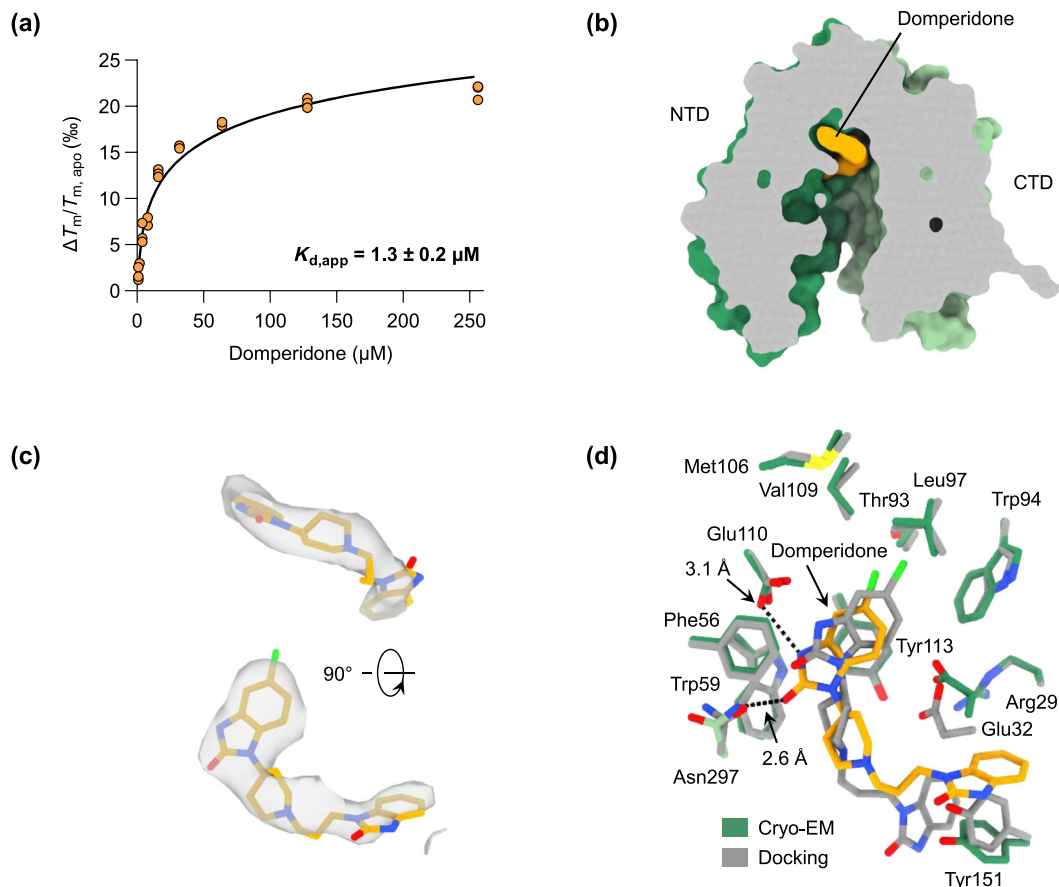 (a)
ΔTm/Tm, apo (‰)
25
20
15
10
5
0
0 50 100 150 200 250
Domperidone (µM)
Kd,app = 1.3 ± 0.2 µM
(b)
Domperidone
NTD
CTD
(c)
90°
(d)
Met106
Val109
Thr93
Leu97
Trp94
Glu110
Domperidone
3.1 Å
Phe56
Tyr113
Trp59
Arg29
Glu32
2.6 Å
Asn297
Cryo-EM
Docking
Tyr151